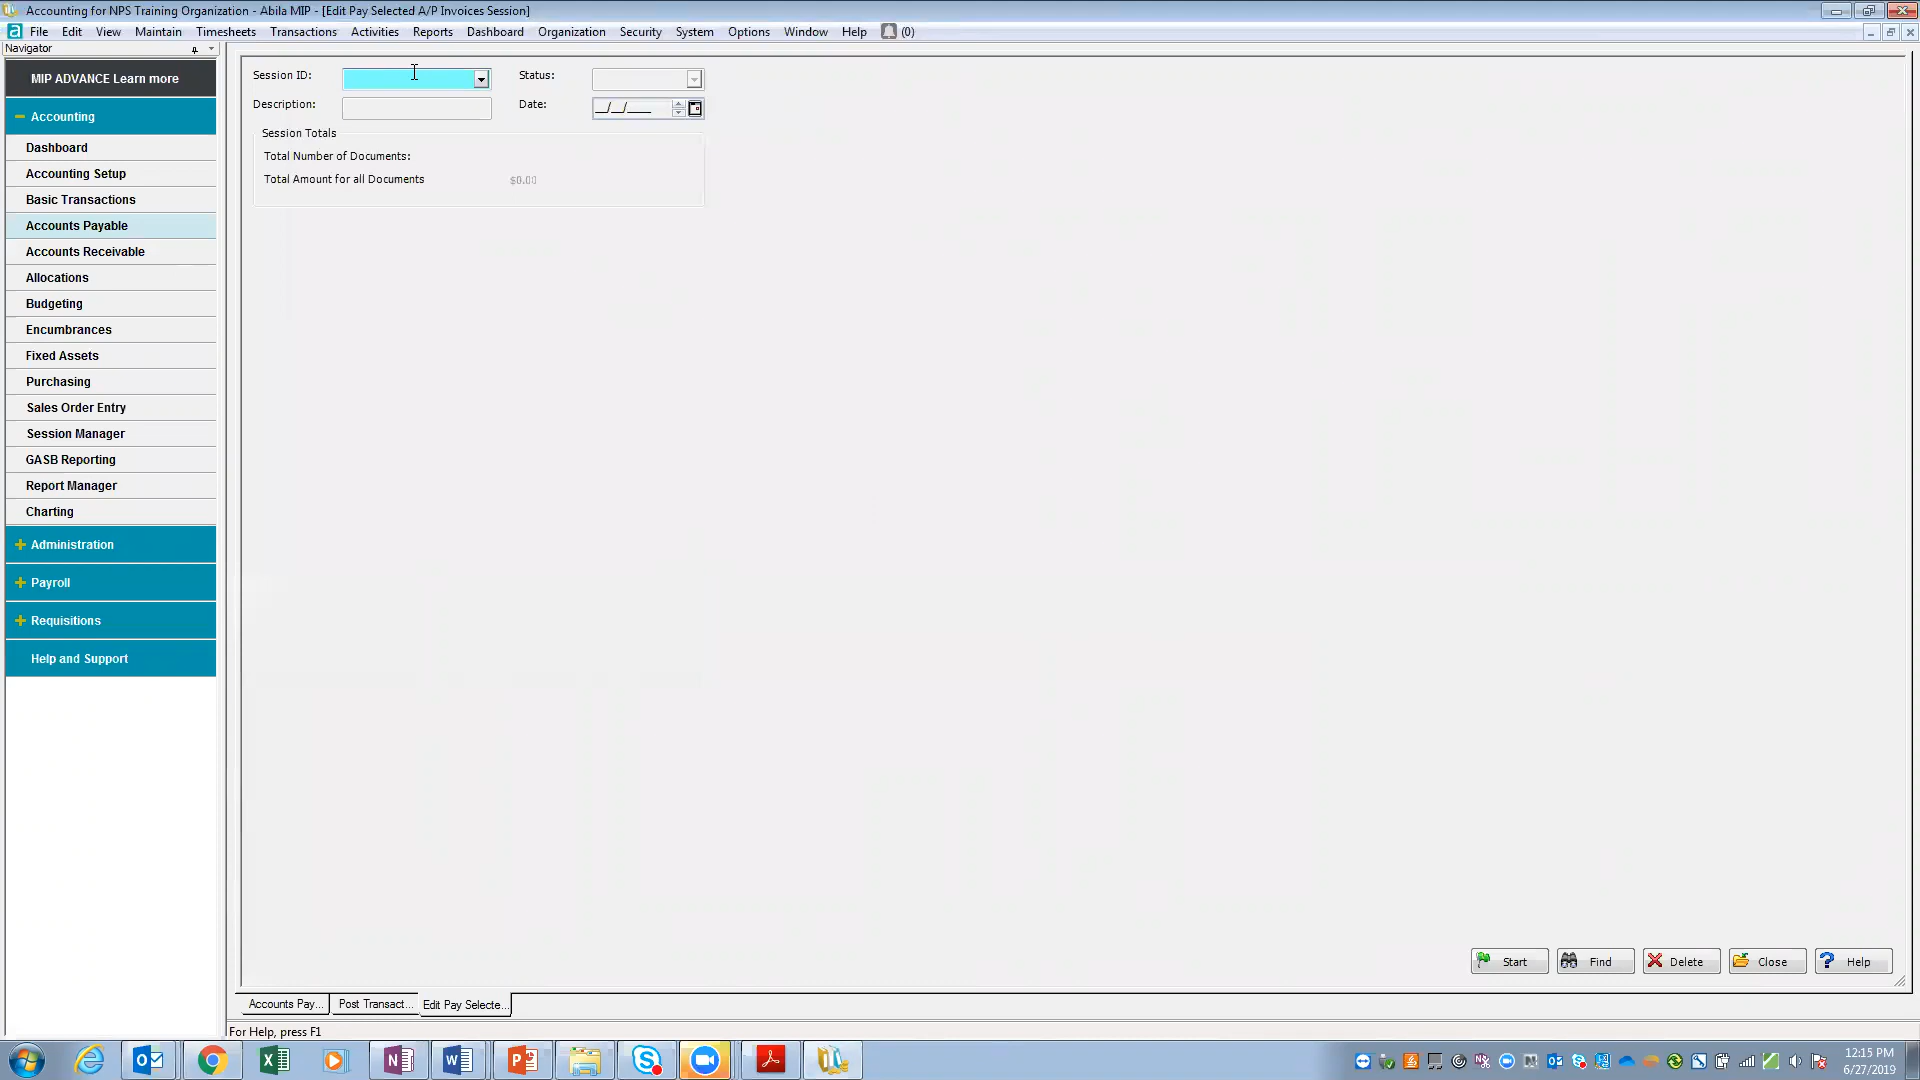 Accounting for NPS Training Organization - Abila MIP - [Edit Pay Selected A/P Invoices Session]
File Edit View Maintain Timesheets Transactions Activities Reports Dashboard Organization Security System Options Window Help (0)
Navigator
MIP ADVANCE Learn more
Accounting
Dashboard
Accounting Setup
Basic Transactions
Accounts Payable
Accounts Receivable
Allocations
Budgeting
Encumbrances
Fixed Assets
Purchasing
Sales Order Entry
Session Manager
GASB Reporting
Report Manager
Charting
Administration
Payroll
Requisitions
Help and Support
Session ID:
Status:
Description:
Date: __/__/____
Session Totals
Total Number of Documents:
Total Amount for all Documents $0.00
Start Find Delete Close Help
Accounts Pay... Post Transact... Edit Pay Selecte...
For Help, press F1
12:15 PM
6/27/2019